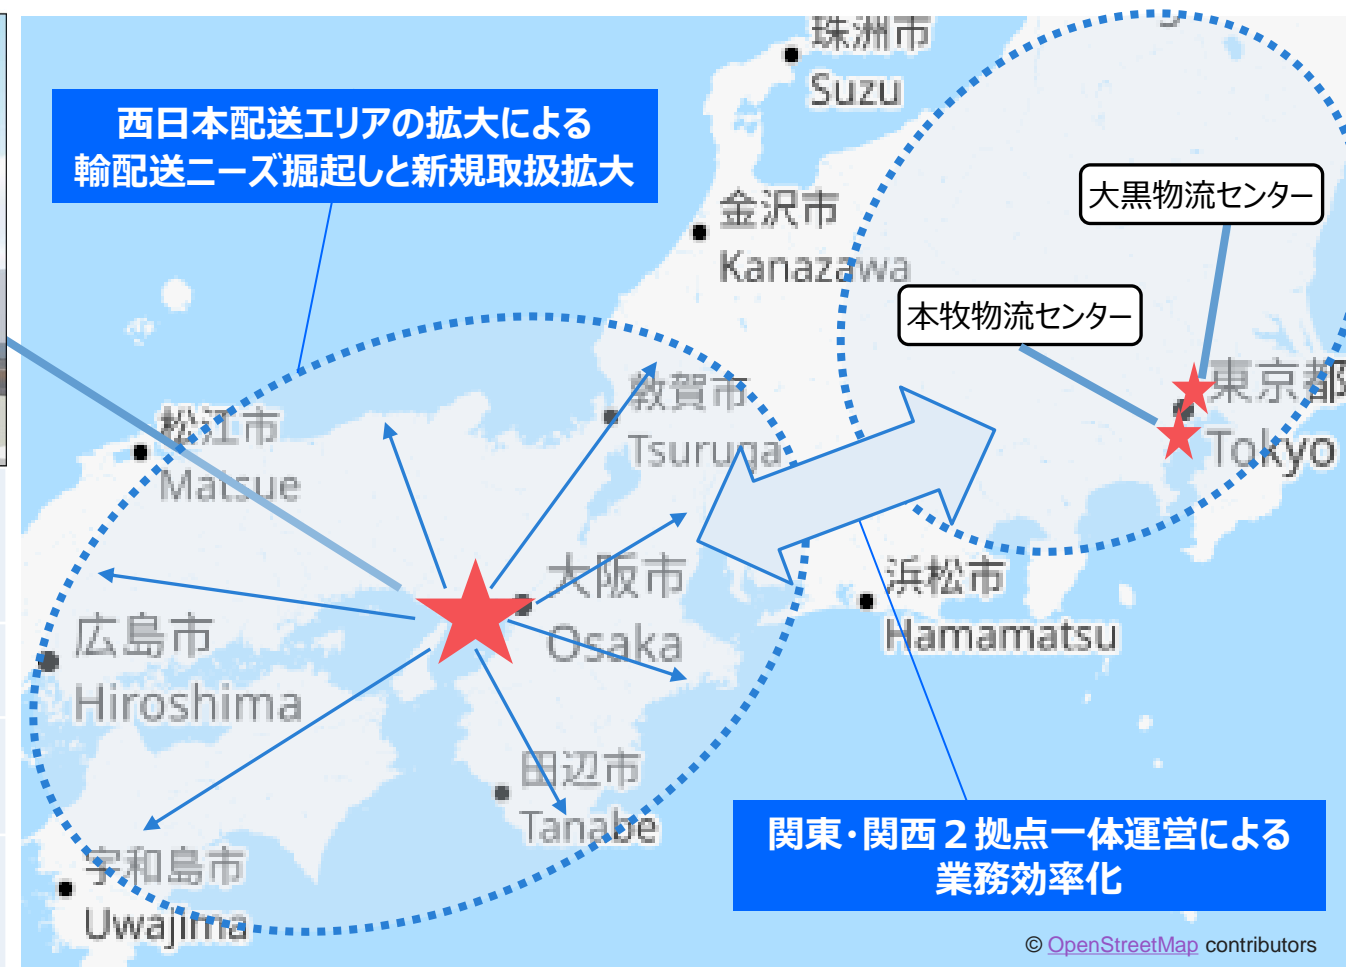 珠洲市
Suzu
西日本配送エリアの拡大による
輸配送ニーズ掘起しと新規取扱拡大
大黒物流センター
金沢市
Kanazawa
本牧物流センター
東京都
Tokyo
敦賀市
Tsuruga
松江市
Matsue
大阪市
Osaka
浜松市
Hamamatsu
広島市
Hiroshima
田辺市
Tanabe
宇和島市
Uwajima
関東・関西２拠点一体運営による
業務効率化
© OpenStreetMap contributors